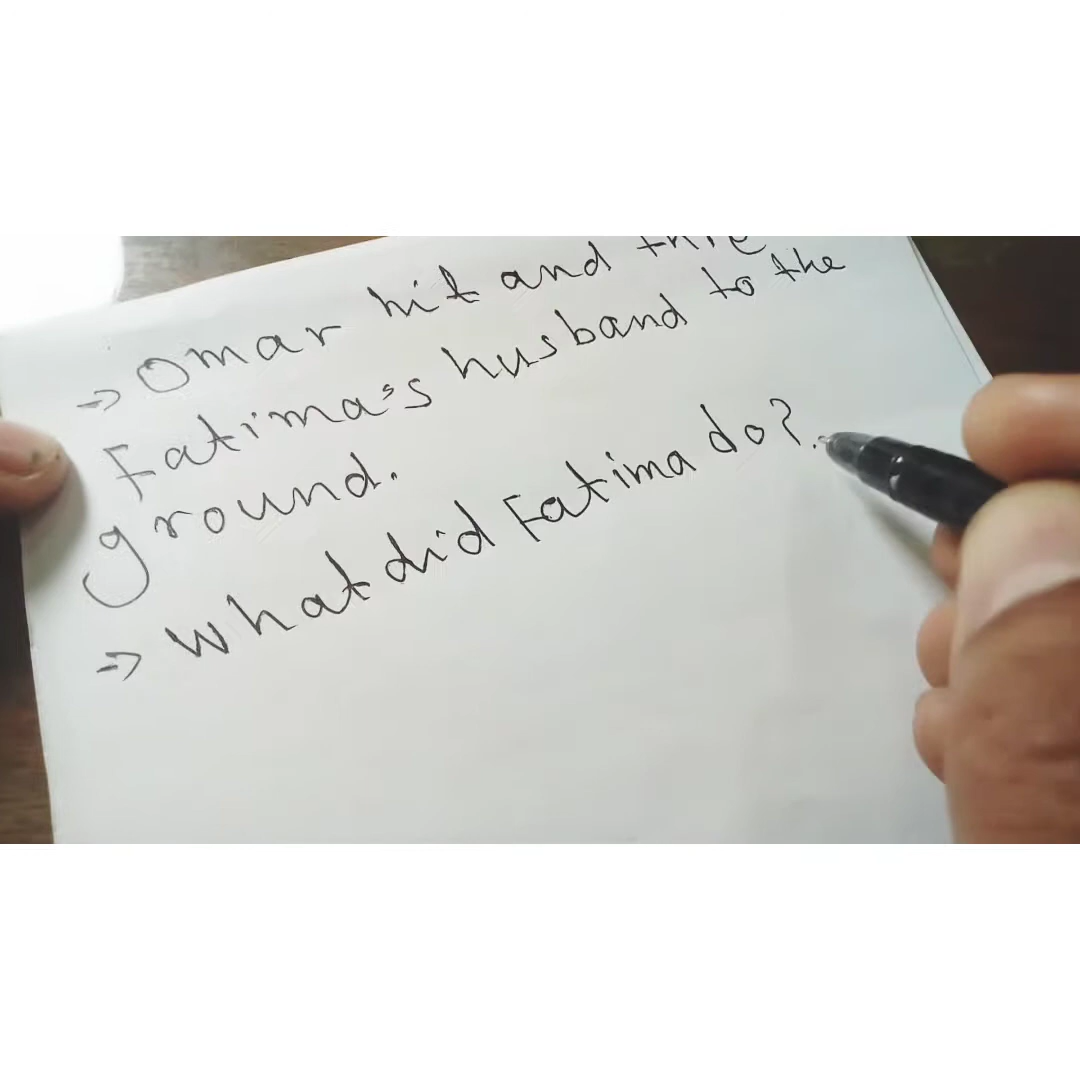 => Omar hit and
Fatima's husband to the
ground.
=> What did Fatima do?